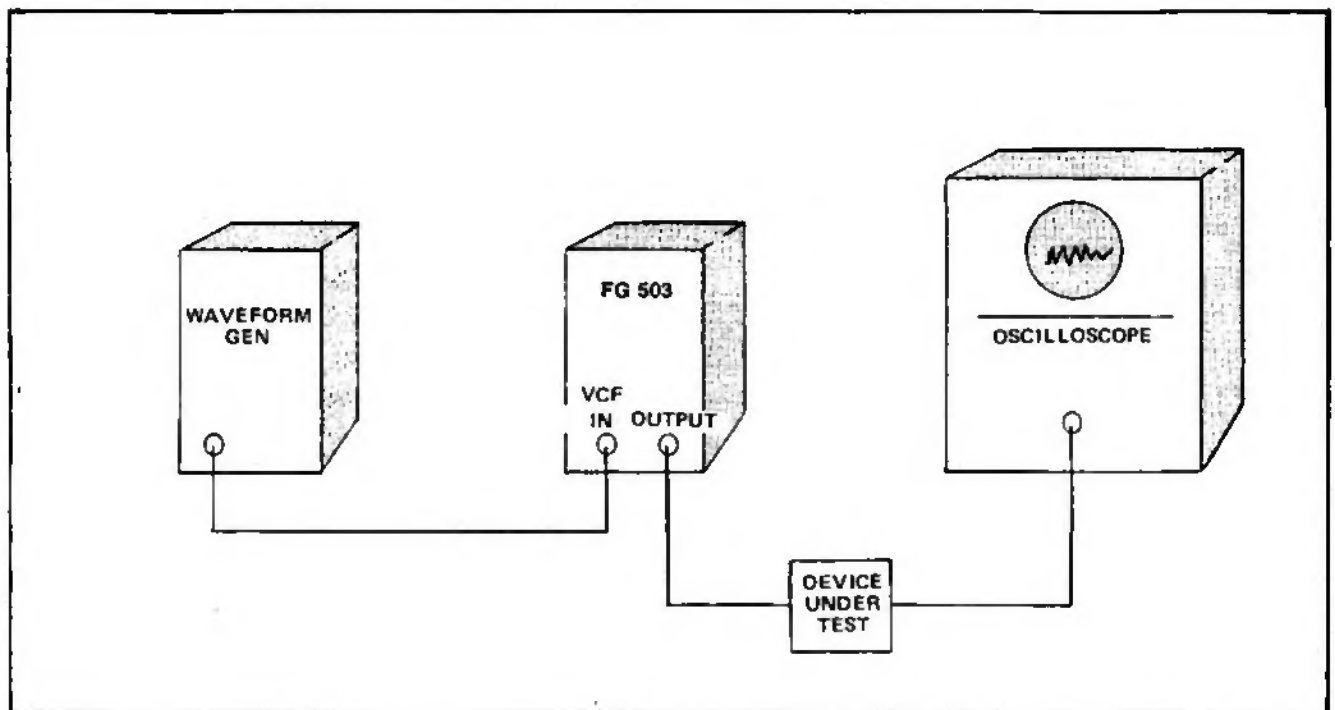 WAVEFORM
GEN
FG 503
VCF
IN OUTPUT
OSCILLOSCOPE
DEVICE
UNDER
TEST